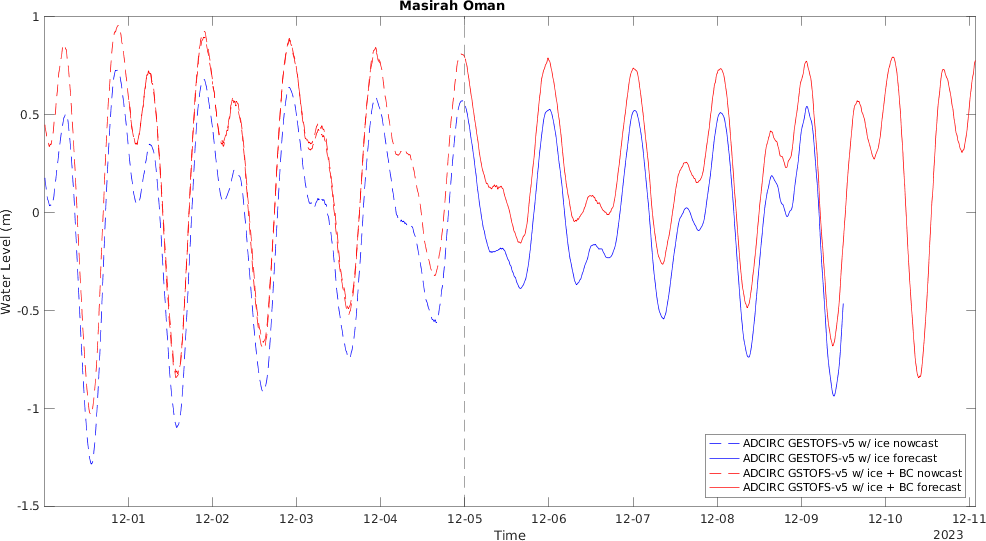 Masirah Oman
1
0.5
0
-0.5
-1
-1.5
Water Level (m)
12-01 12-02 12-03 12-04 12-05 12-06 12-07 12-08 12-09 12-10 12-11
Time
2023
ADCIRC GESTOFS-v5 w/ ice nowcast
ADCIRC GESTOFS-v5 w/ ice forecast
ADCIRC GSTOFS-v5 w/ ice + BC nowcast
ADCIRC GSTOFS-v5 w/ ice + BC forecast